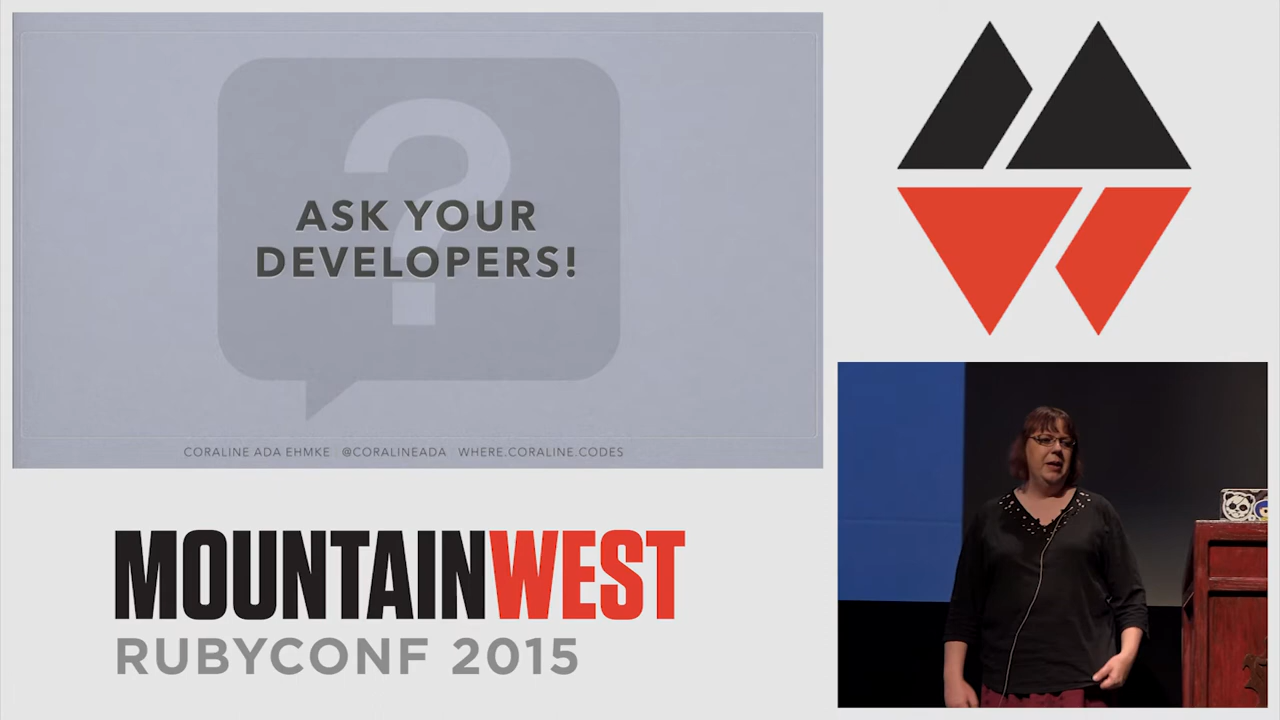 ASK YOUR
DEVELOPERS!
CORALINE ADA EHMKE @CORALINEADA WHERE.CORALINE.CODES
MOUNTAINWEST
RUBYCONF 2015